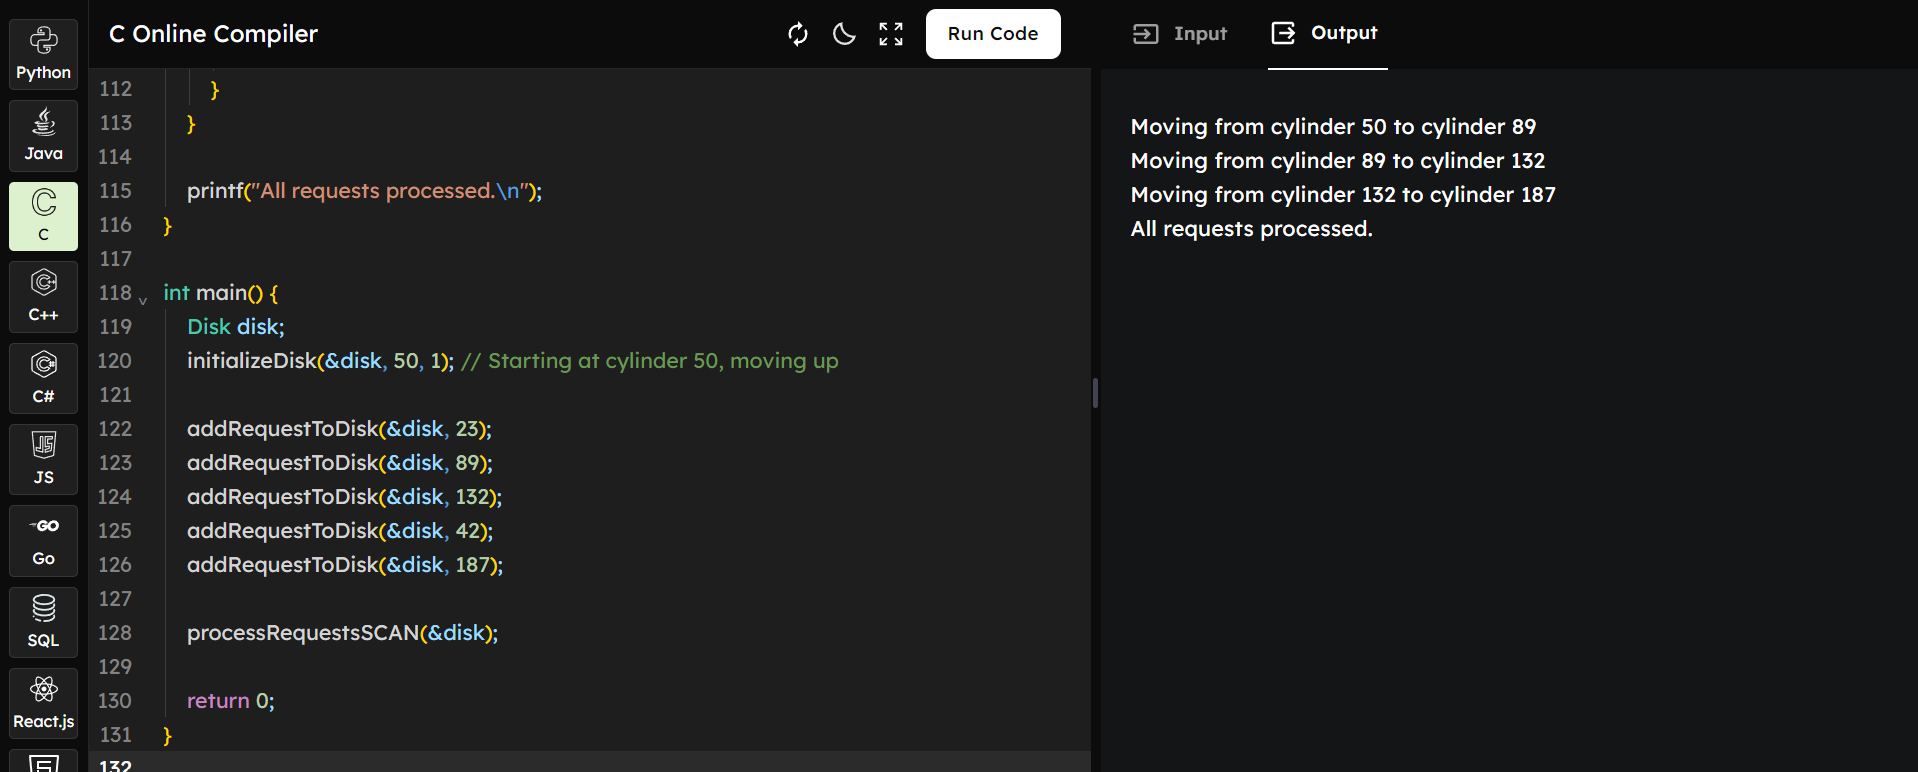 C Online Compiler
Run Code
Input
Output
Python
Java
C
C++
C#
JS
GO
Go
SQL
React.js
112 }
113 }
114
115 printf("All requests processed.\n");
116 }
117
118 int main() {
119 Disk disk;
120 initializeDisk(&disk, 50, 1); // Starting at cylinder 50, moving up
121
122 addRequestToDisk(&disk, 23);
123 addRequestToDisk(&disk, 89);
124 addRequestToDisk(&disk, 132);
125 addRequestToDisk(&disk, 42);
126 addRequestToDisk(&disk, 187);
127
128 processRequestsSCAN(&disk);
129
130 return 0;
131 }
132
Moving from cylinder 50 to cylinder 89
Moving from cylinder 89 to cylinder 132
Moving from cylinder 132 to cylinder 187
All requests processed.